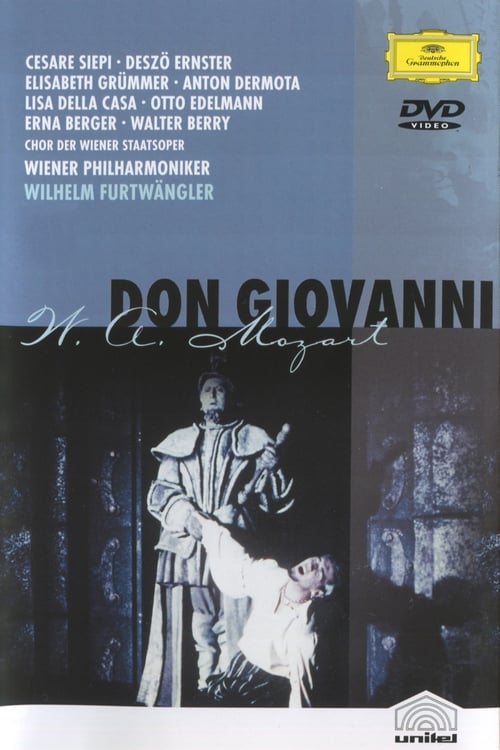 CESARE SIEPI · DESZÖ ERNSTER
ELISABETH GRÜMMER · ANTON DERMOTA
LISA DELLA CASA · OTTO EDELMANN
ERNA BERGER · WALTER BERRY
CHOR DER WIENER STAATSOPER
WIENER PHILHARMONIKER
WILHELM FURTWÄNGLER
Deutsche
Grammophon
DVD
VIDEO
DON GIOVANNI
W. A. Mozart
unitel